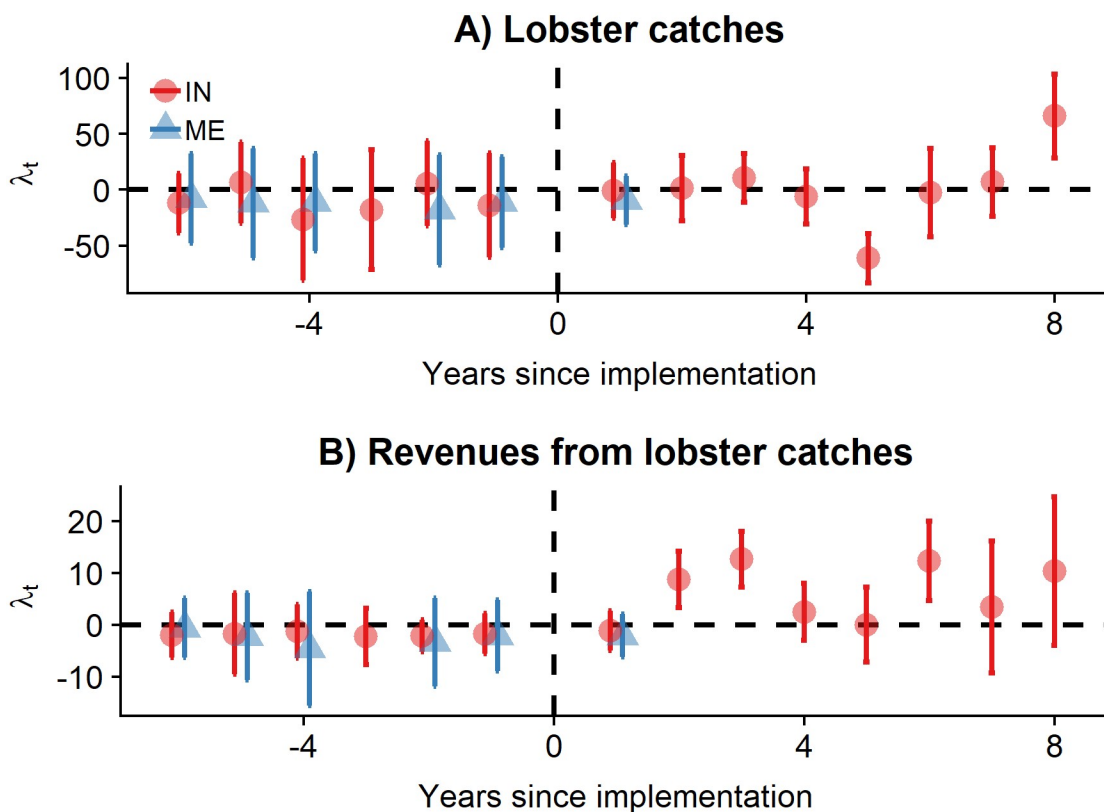 A) Lobster catches
100
50
0
-50
λt
IN
ME
-4
0
4
8
Years since implementation
B) Revenues from lobster catches
20
10
0
-10
λt
-4
0
4
8
Years since implementation